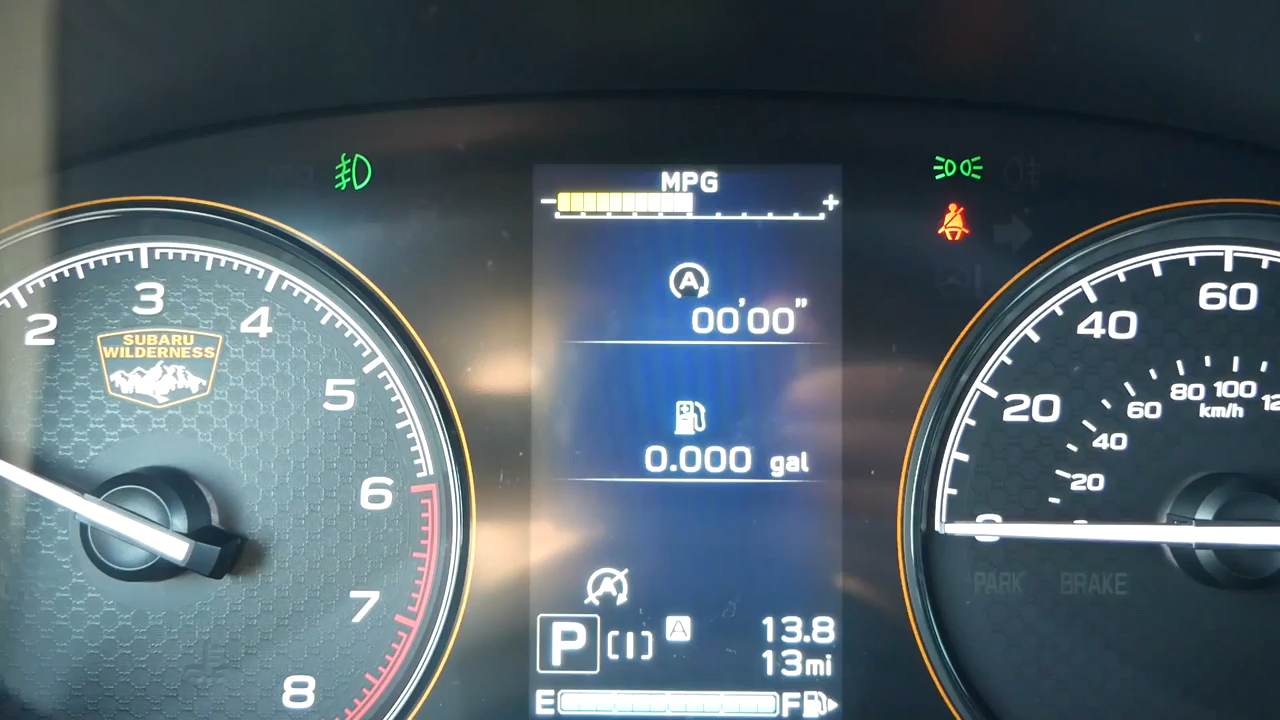 MPG
- +
A
00'00"
0.000 gal
A
P [I] A 13.8
13mi
E F
2 3 4 5 6 7 8
SUBARU
WILDERNESS
0 20 40 60
20 40 60 80 100
km/h
PARK BRAKE